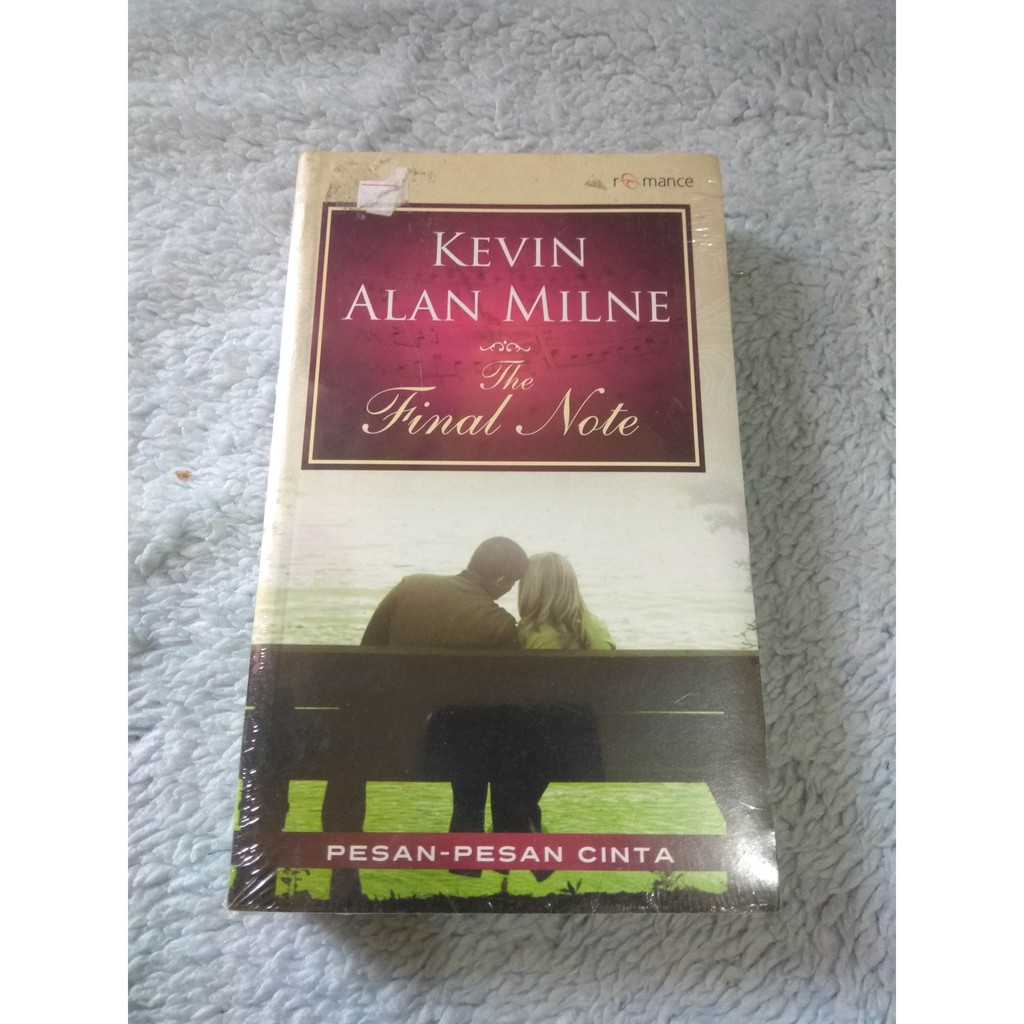 romance
KEVIN
ALAN MILNE
The
Final Note
PESAN-PESAN CINTA